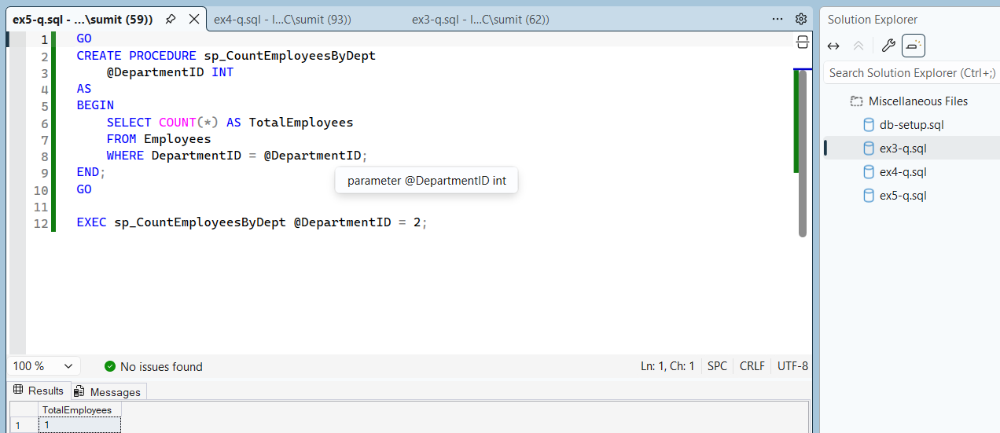 ex5-q.sql - ...\sumit (59))
ex4-q.sql - I...C\sumit (93))
ex3-q.sql - I...C\sumit (62))
1 GO
2 CREATE PROCEDURE sp_CountEmployeesByDept
3 @DepartmentID INT
4 AS
5 BEGIN
6 SELECT COUNT(*) AS TotalEmployees
7 FROM Employees
8 WHERE DepartmentID = @DepartmentID;
9 END;
10 GO
11
12 EXEC sp_CountEmployeesByDept @DepartmentID = 2;
parameter @DepartmentID int
100 %
No issues found
Ln: 1, Ch: 1
SPC
CRLF
UTF-8
Results
Messages
TotalEmployees
1 1
Solution Explorer
Search Solution Explorer (Ctrl+;)
Miscellaneous Files
db-setup.sql
ex3-q.sql
ex4-q.sql
ex5-q.sql